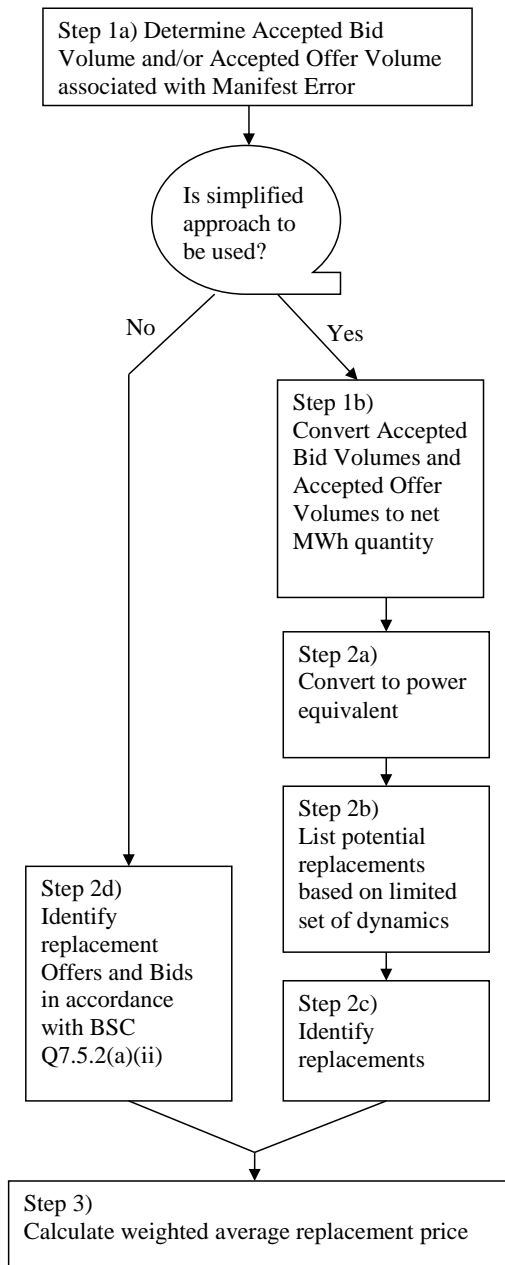 Step 1a) Determine Accepted Bid
Volume and/or Accepted Offer Volume
associated with Manifest Error
Is simplified
approach to
be used?
No
Yes
Step 1b)
Convert Accepted
Bid Volumes and
Accepted Offer
Volumes to net
MWh quantity
Step 2a)
Convert to power
equivalent
Step 2b)
List potential
replacements
based on limited
set of dynamics
Step 2d)
Identify
replacement
Offers and Bids
in accordance
with BSC
Q7.5.2(a)(ii)
Step 2c)
Identify
replacements
Step 3)
Calculate weighted average replacement price